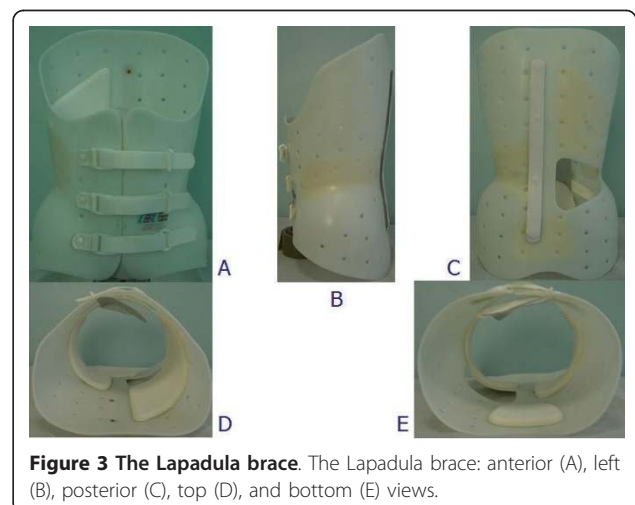 A
B
C
D
E
Figure 3 The Lapadula brace. The Lapadula brace: anterior (A), left
(B), posterior (C), top (D), and bottom (E) views.